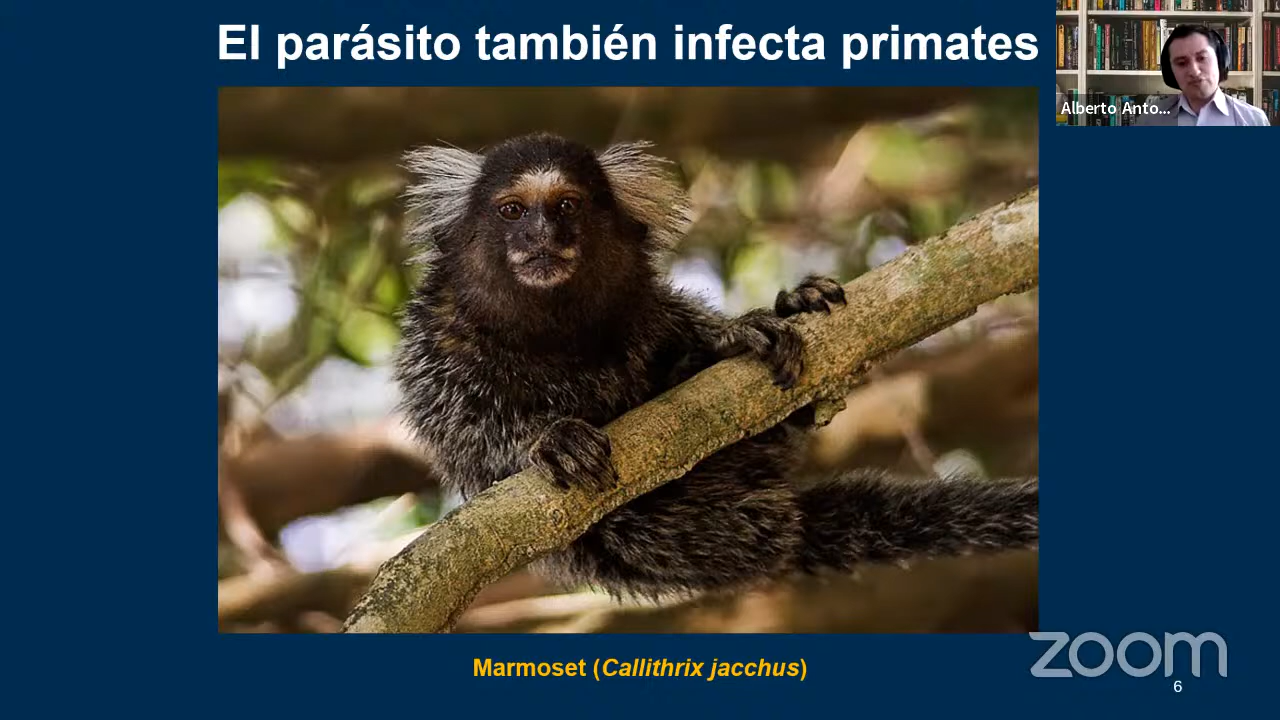 El parásito también infecta primates
Alberto Anto...
Marmoset (Callithrix jacchus)
zoom
6